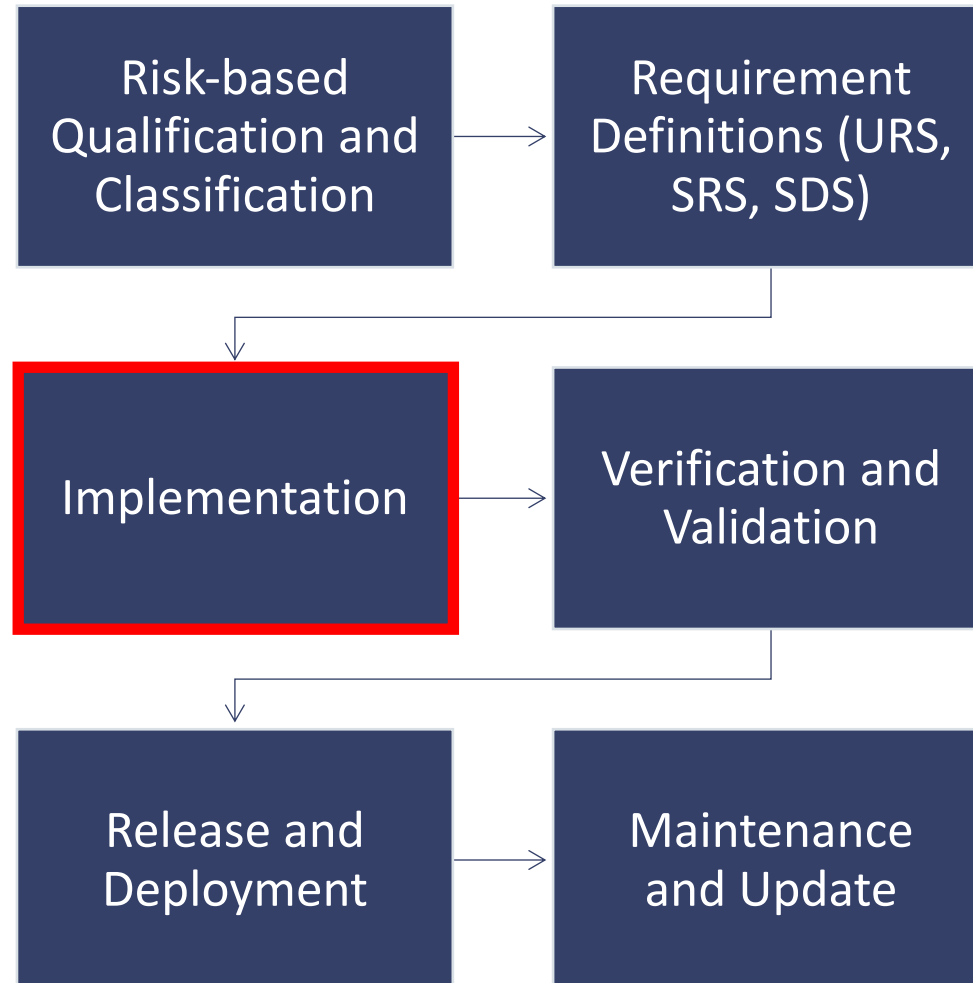 Risk-based
Qualification and
Classification
Requirement
Definitions (URS,
SRS, SDS)
Implementation
Verification and
Validation
Release and
Deployment
Maintenance
and Update